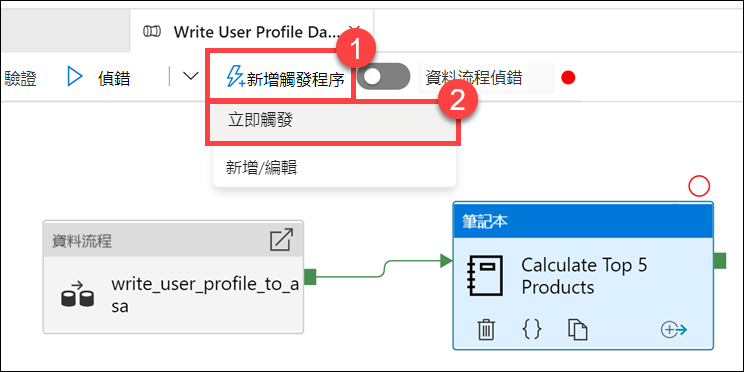 Write User Profile Da...
1
驗證
偵錯
新增觸發程序
資料流程偵錯
2
立即觸發
新增/編輯
資料流程
write_user_profile_to_a
sa
筆記本
Calculate Top 5
Products
{}